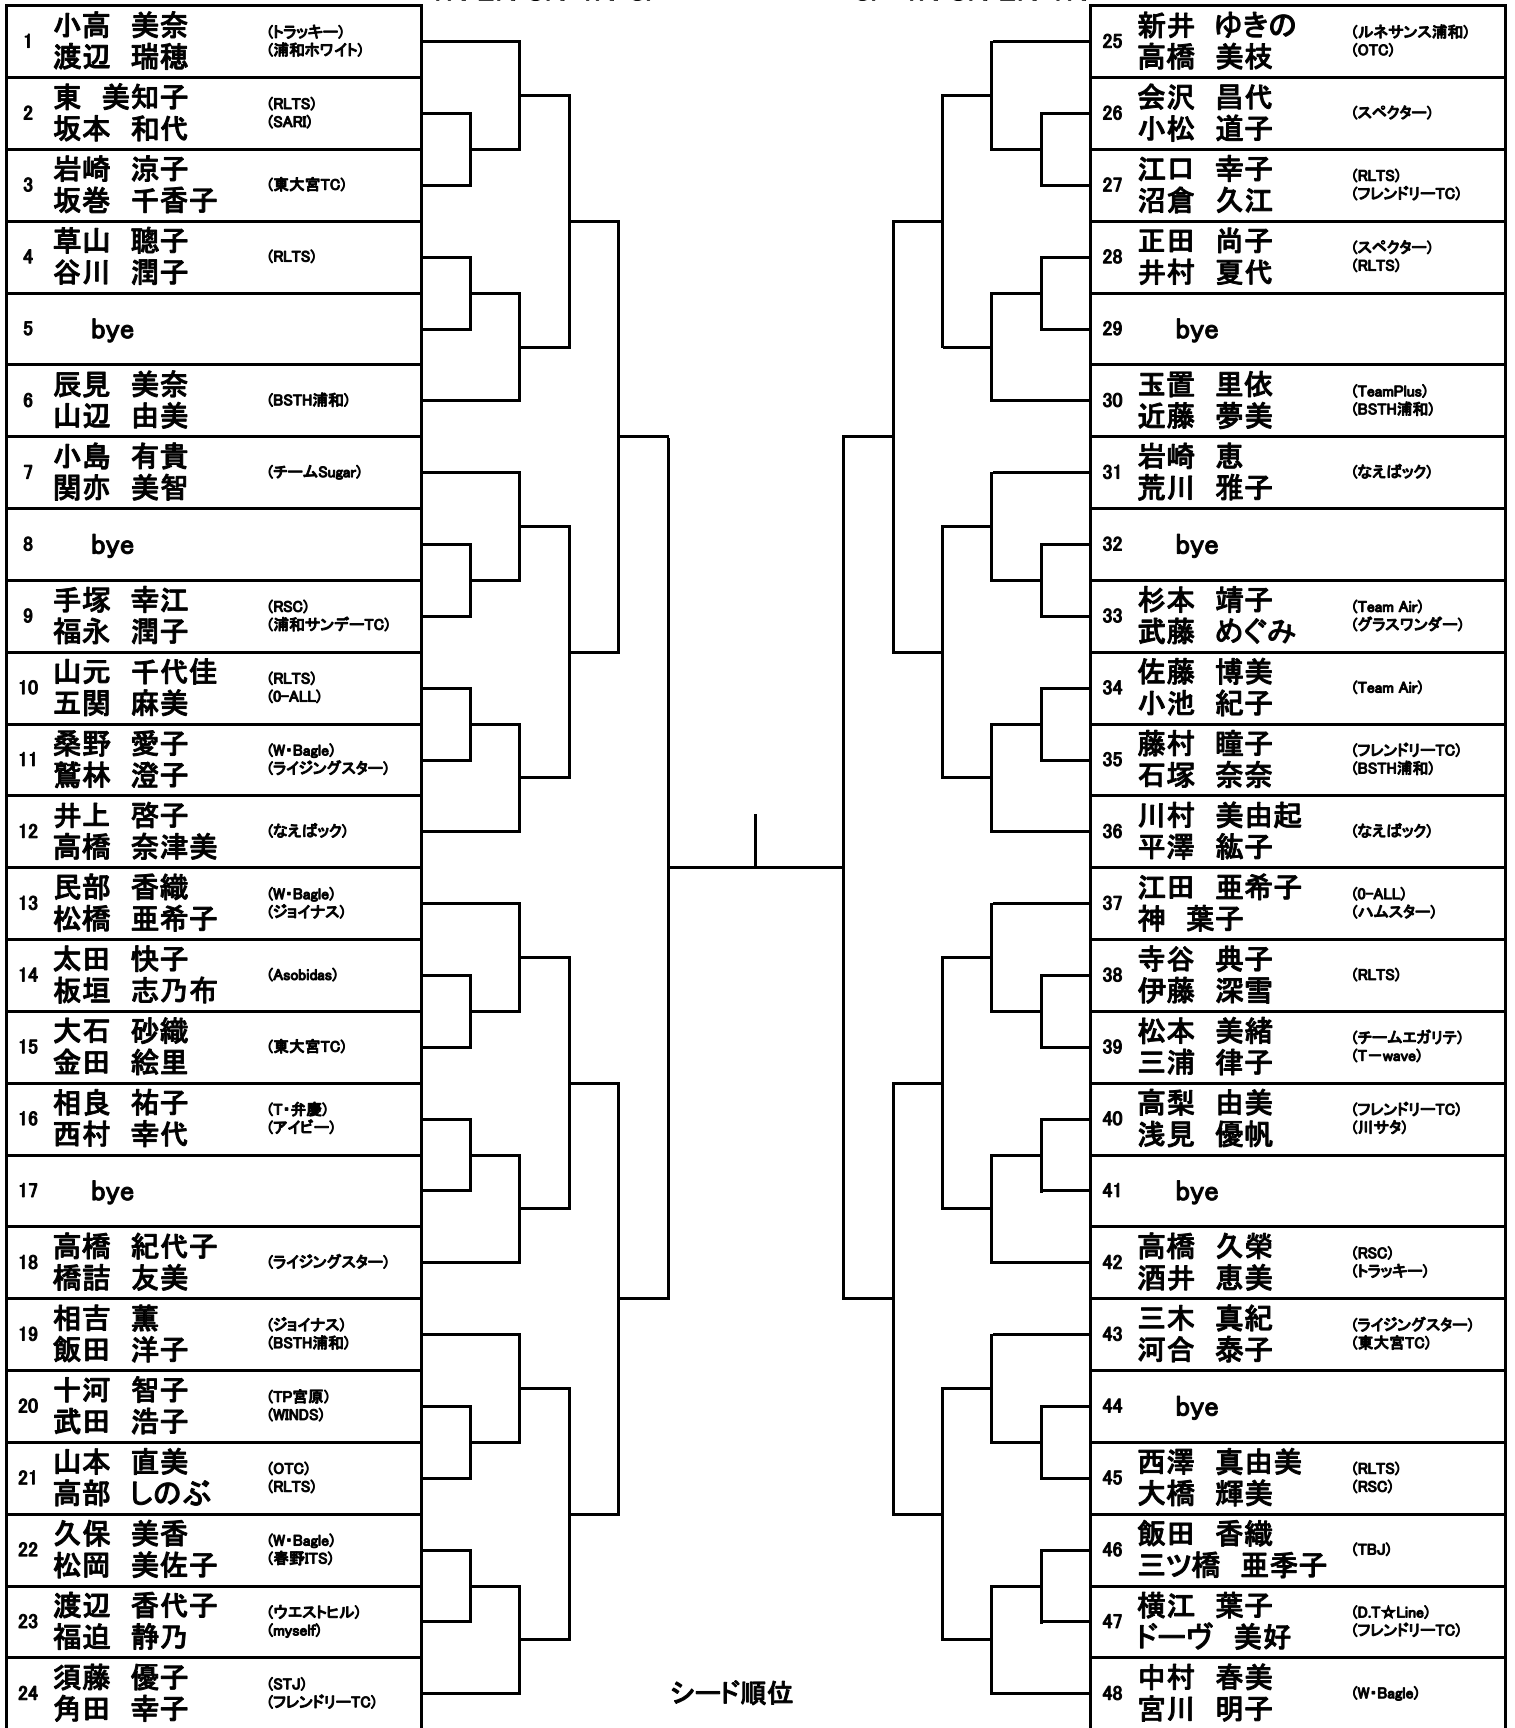 1 小高 美奈 (トラッキー)
渡辺 瑞穂 (浦和ホワイト)
2 東 美知子 (RLTS)
坂本 和代 (SARI)
3 岩崎 涼子 (東大宮TC)
坂巻 千香子
4 草山 聰子 (RLTS)
谷川 潤子
5 bye
6 辰見 美奈 (BSTH浦和)
山辺 由美
7 小島 有貴 (チームSugar)
関亦 美智
8 bye
9 手塚 幸江 (RSC)
福永 潤子 (浦和サンデーTC)
10 山元 千代佳 (RLTS)
五関 麻美 (0-ALL)
11 桑野 愛子 (W・Bagle)
鷲林 澄子 (ライジングスター)
12 井上 啓子 (なえばック)
高橋 奈津美
13 民部 香織 (W・Bagle)
松橋 亜希子 (ジョイナス)
14 太田 快子 (Asobidas)
板垣 志乃布
15 大石 砂織 (東大宮TC)
金田 絵里
16 相良 祐子 (T・弁慶)
西村 幸代 (アイビー)
17 bye
18 高橋 紀代子 (ライジングスター)
橋詰 友美
19 相吉 薫 (ジョイナス)
飯田 洋子 (BSTH浦和)
20 十河 智子 (TP宮原)
武田 浩子 (WINDS)
21 山本 直美 (OTC)
高部 しのぶ (RLTS)
22 久保 美香 (W・Bagle)
松岡 美佐子 (春野ITS)
23 渡辺 香代子 (ウエストヒル)
福迫 静乃 (myself)
24 須藤 優子 (STJ)
角田 幸子 (フレンドリーTC)
シード順位
25 新井 ゆきの (ルネサンス浦和)
高橋 美枝 (OTC)
26 会沢 昌代 (スペクター)
小松 道子
27 江口 幸子 (RLTS)
沼倉 久江 (フレンドリーTC)
28 正田 尚子 (スペクター)
井村 夏代 (RLTS)
29 bye
30 玉置 里依 (TeamPlus)
近藤 夢美 (BSTH浦和)
31 岩崎 恵 (なえばック)
荒川 雅子
32 bye
33 杉本 靖子 (Team Air)
武藤 めぐみ (グラスワンダー)
34 佐藤 博美 (Team Air)
小池 紀子
35 藤村 瞳子 (フレンドリーTC)
石塚 奈奈 (BSTH浦和)
36 川村 美由起 (なえばック)
平澤 紘子
37 江田 亜希子 (0-ALL)
神 葉子 (ハムスター)
38 寺谷 典子 (RLTS)
伊藤 深雪
39 松本 美緒 (チームエガリテ)
三浦 律子 (T－wave)
40 高梨 由美 (フレンドリーTC)
浅見 優帆 (川サタ)
41 bye
42 高橋 久榮 (RSC)
酒井 恵美 (トラッキー)
43 三木 真紀 (ライジングスター)
河合 泰子 (東大宮TC)
44 bye
45 西澤 真由美 (RLTS)
大橋 輝美 (RSC)
46 飯田 香織 (TBJ)
三ツ橋 亜季子
47 横江 葉子 (D.T☆Line)
ドーヴ 美好 (フレンドリーTC)
48 中村 春美 (W・Bagle)
宮川 明子